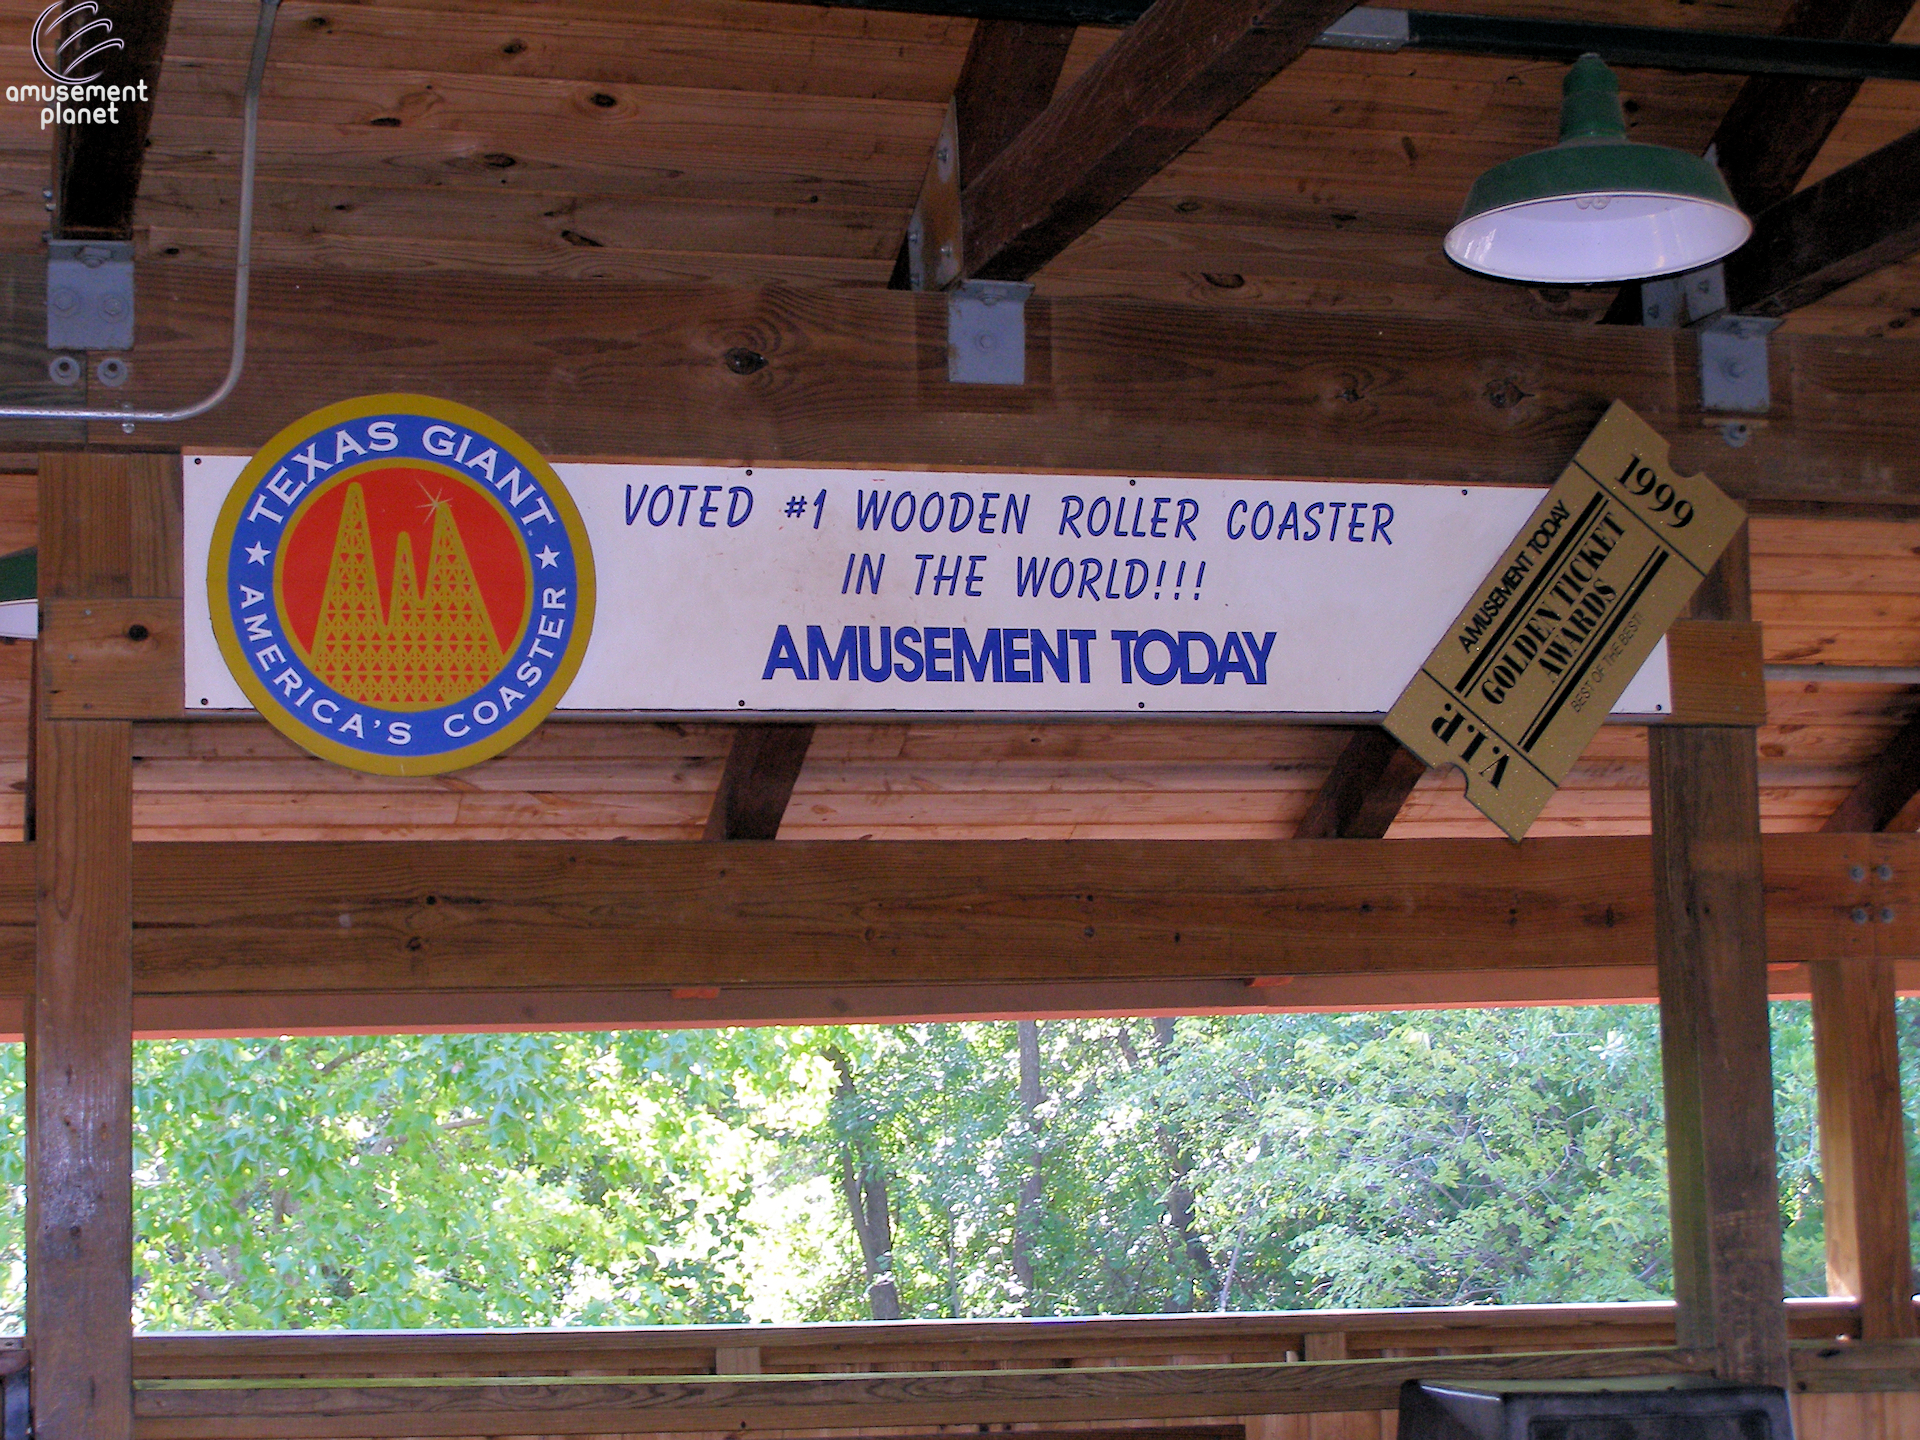 amusement
planet
TEXAS GIANT
AMERICA'S COASTER
VOTED #1 WOODEN ROLLER COASTER
IN THE WORLD!!!
AMUSEMENT TODAY
1999
AMUSEMENT TODAY
GOLDEN TICKET
AWARDS
BEST OF THE BEST!
V.I.P.